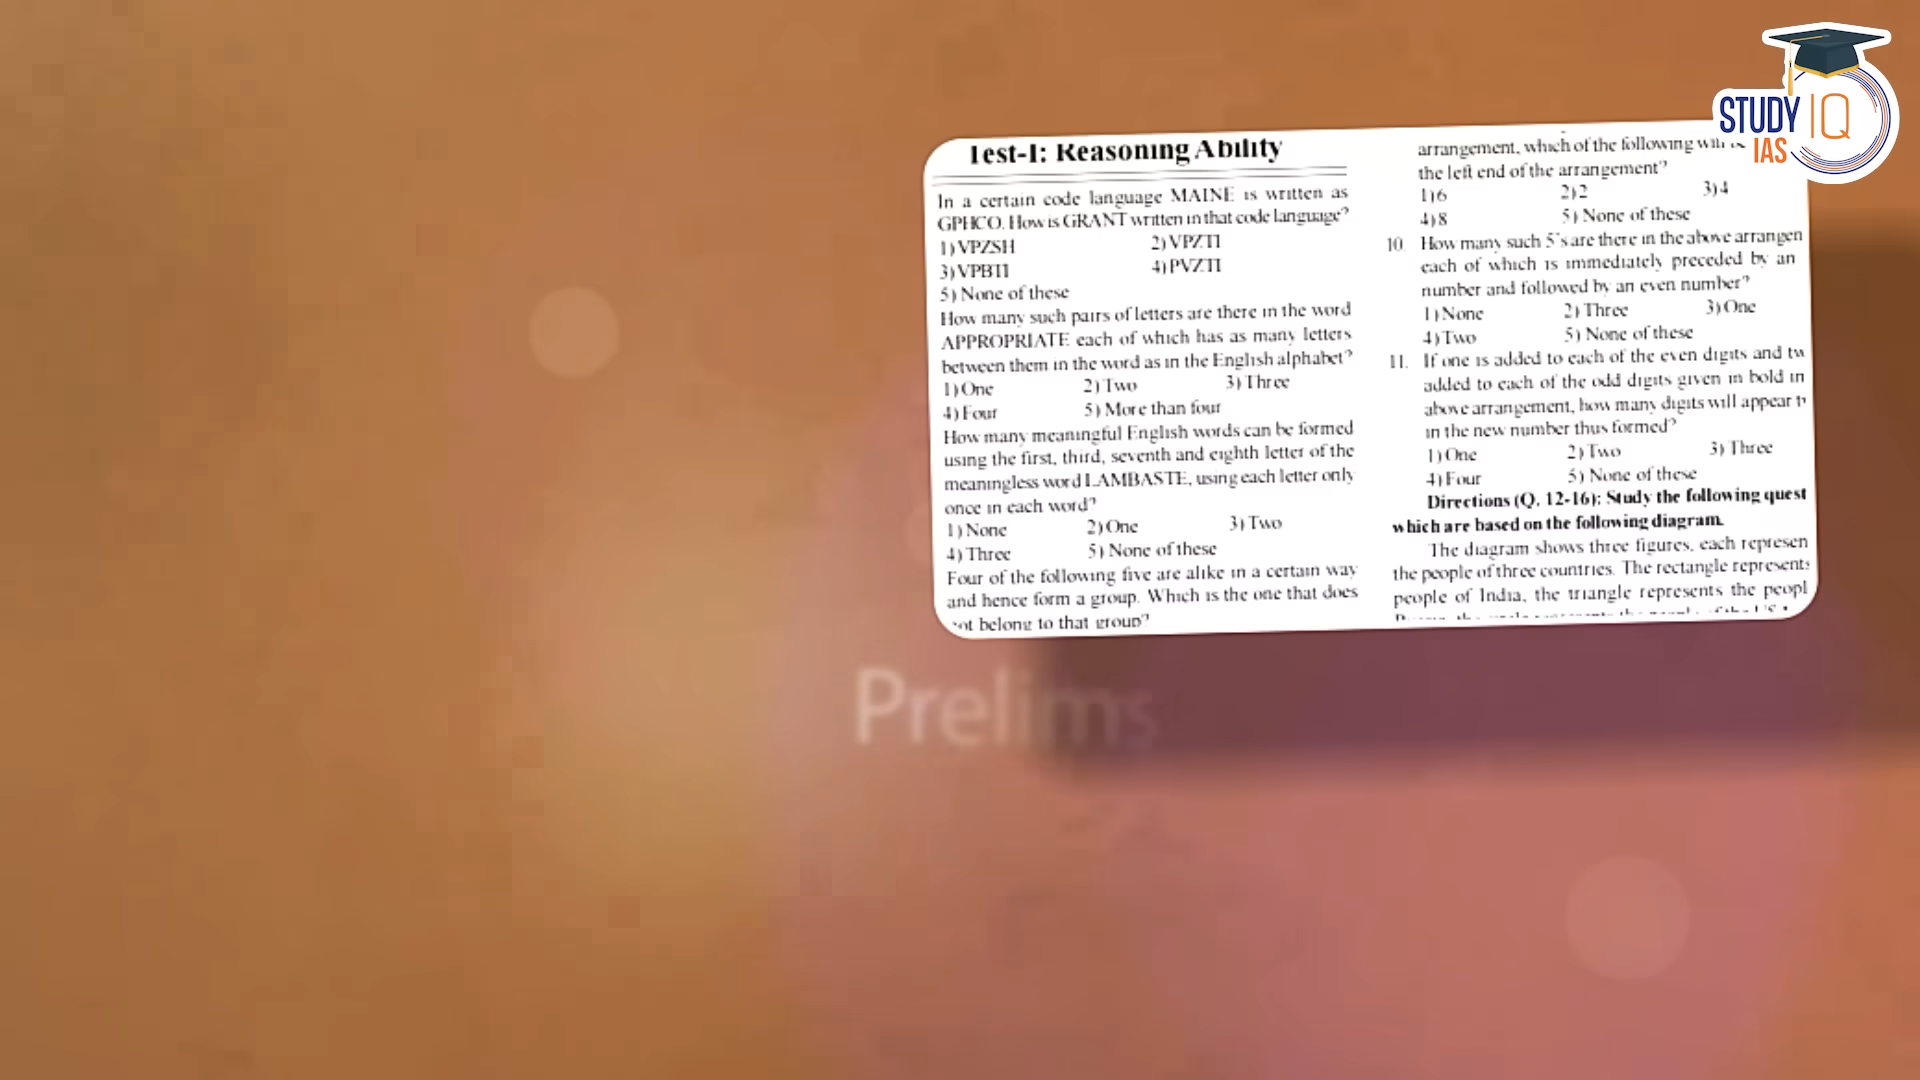 STUDY IQ
IAS
Test-I: Reasoning Ability
In a certain code language MAINE is written as
GPHCO. How is GRANT written in that code language?
1) VPZSH 2) VPZTI
3) VPBTI 4) PVZTI
5) None of these
How many such pairs of letters are there in the word
APPROPRIATE each of which has as many letters
between them in the word as in the English alphabet?
1) One 2) Two 3) Three
4) Four 5) More than four
How many meaningful English words can be formed
using the first, third, seventh and eighth letter of the
meaningless word LAMBASTE, using each letter only
once in each word?
1) None 2) One 3) Two
4) Three 5) None of these
Four of the following five are alike in a certain way
and hence form a group. Which is the one that does
not belong to that group?
arrangement, which of the following will
the left end of the arrangement?
1) 6 2) 2 3) 4
4) 8 5) None of these
10. How many such 5's are there in the above arrangen
each of which is immediately preceded by an
number and followed by an even number?
1) None 2) Three 3) One
4) Two 5) None of these
11. If one is added to each of the even digits and tw
added to each of the odd digits given in bold in
above arrangement, how many digits will appear
in the new number thus formed?
1) One 2) Two 3) Three
4) Four 5) None of these
Directions (Q. 12-16): Study the following quest
which are based on the following diagram.
The diagram shows three figures, each represen
the people of three countries. The rectangle represents
people of India, the triangle represents the peopl
Prelims